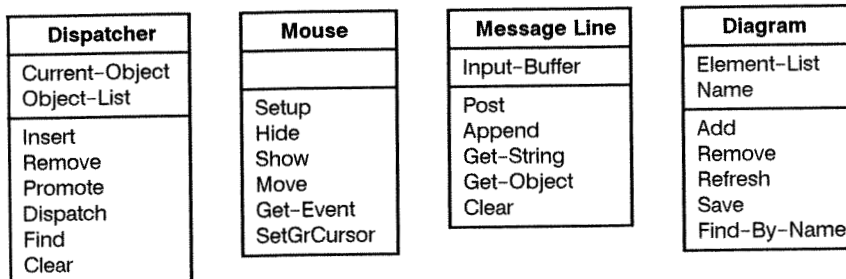 Dispatcher
Current-Object
Object-List
Insert
Remove
Promote
Dispatch
Find
Clear
Mouse
Setup
Hide
Show
Move
Get-Event
SetGrCursor
Message Line
Input-Buffer
Post
Append
Get-String
Get-Object
Clear
Diagram
Element-List
Name
Add
Remove
Refresh
Save
Find-By-Name